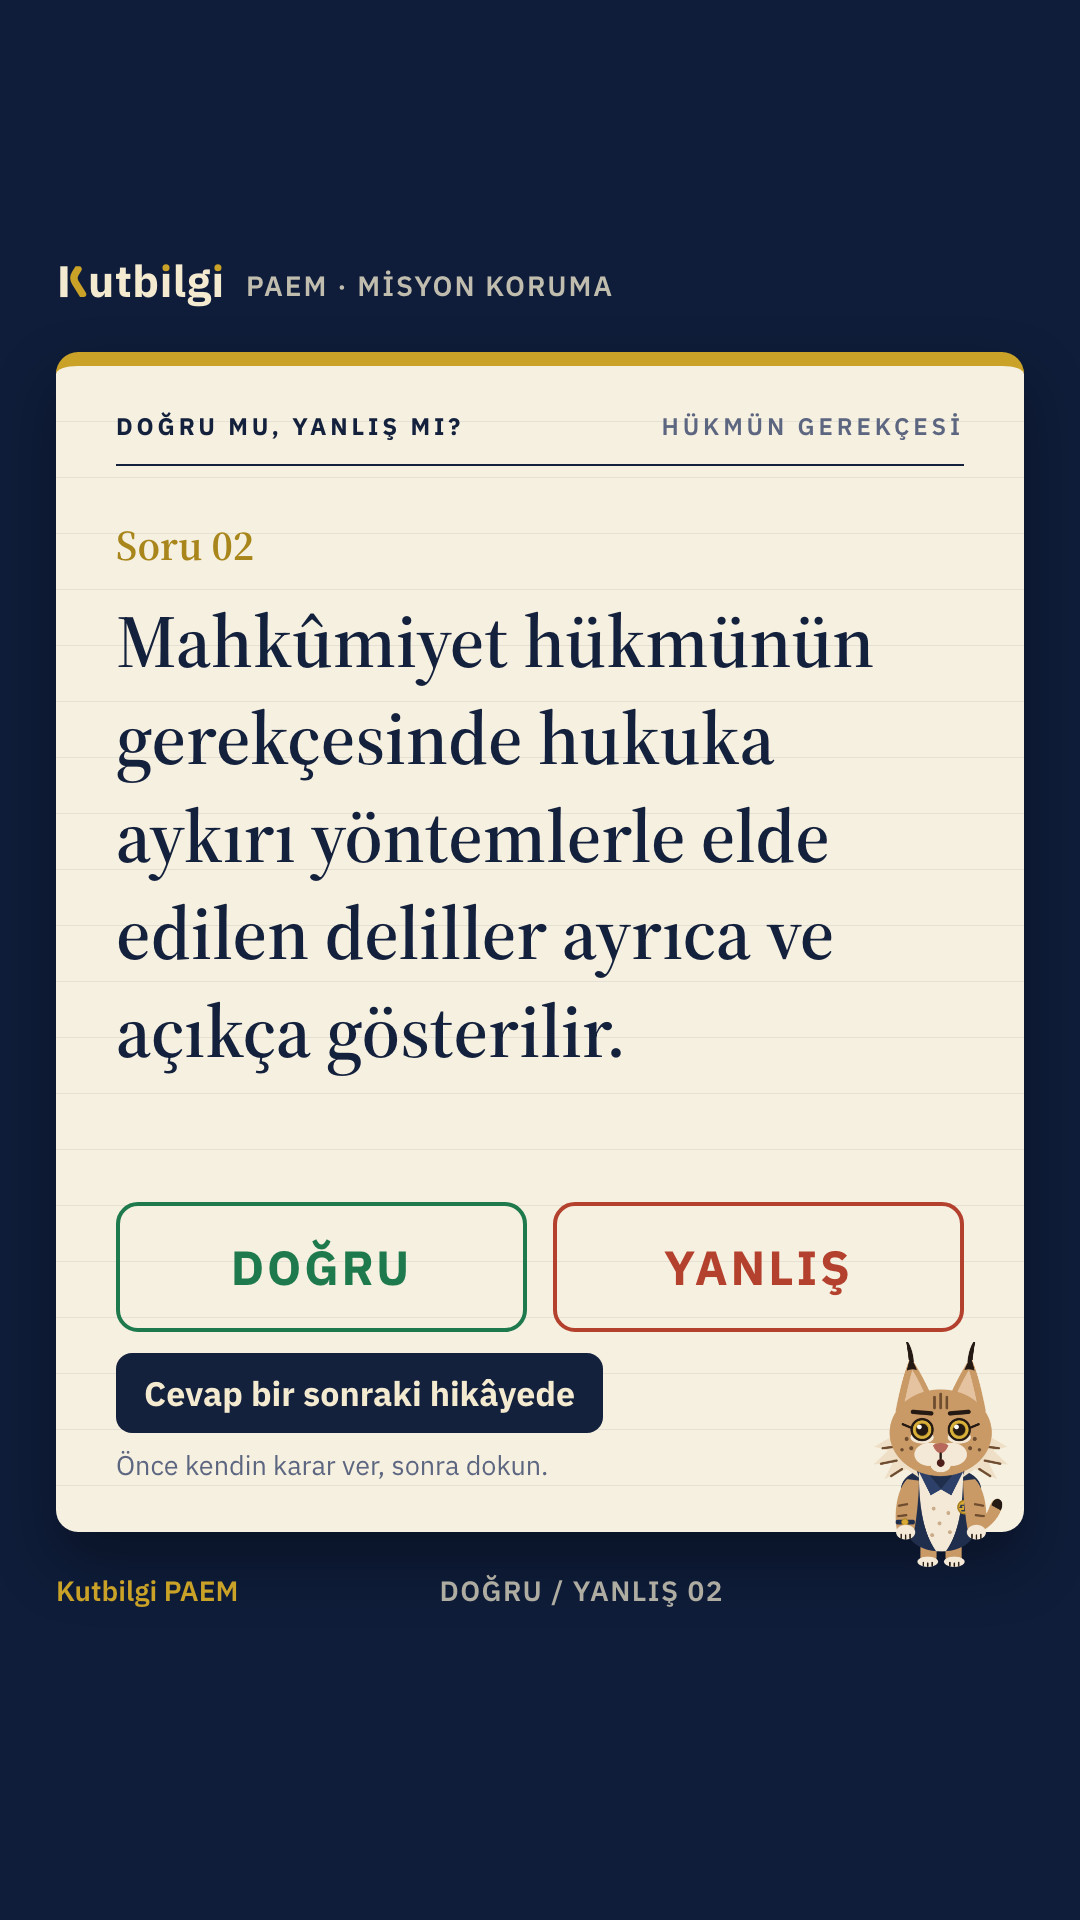 Kutbilgi PAEM · MİSYON KORUMA
DOĞRU MU, YANLIŞ MI? HÜKMÜN GEREKÇESİ
Soru 02
Mahkûmiyet hükmünün
gerekçesinde hukuka
aykırı yöntemlerle elde
edilen deliller ayrıca ve
açıkça gösterilir.
DOĞRU YANLIŞ
Cevap bir sonraki hikâyede
Önce kendin karar ver, sonra dokun.
Kutbilgi PAEM DOĞRU / YANLIŞ 02